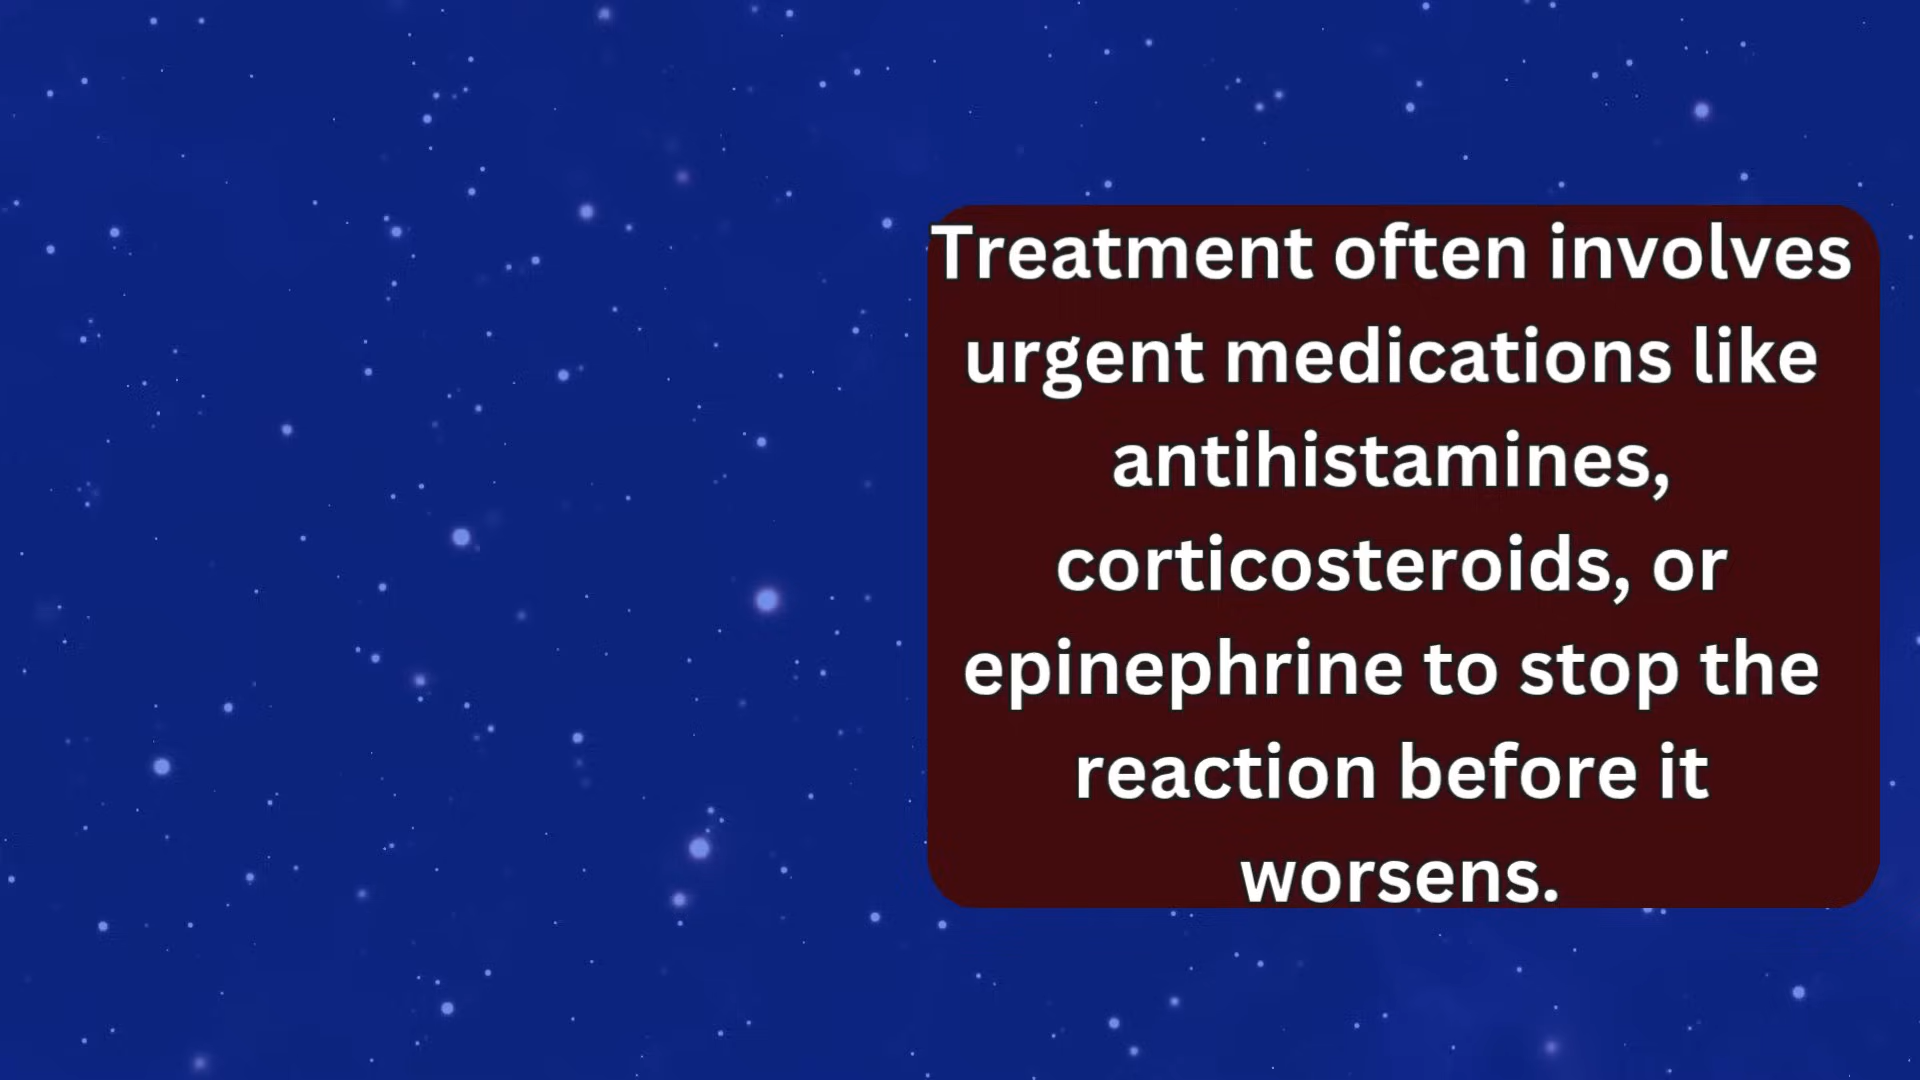 Treatment often involves
urgent medications like
antihistamines,
corticosteroids, or
epinephrine to stop the
reaction before it
worsens.